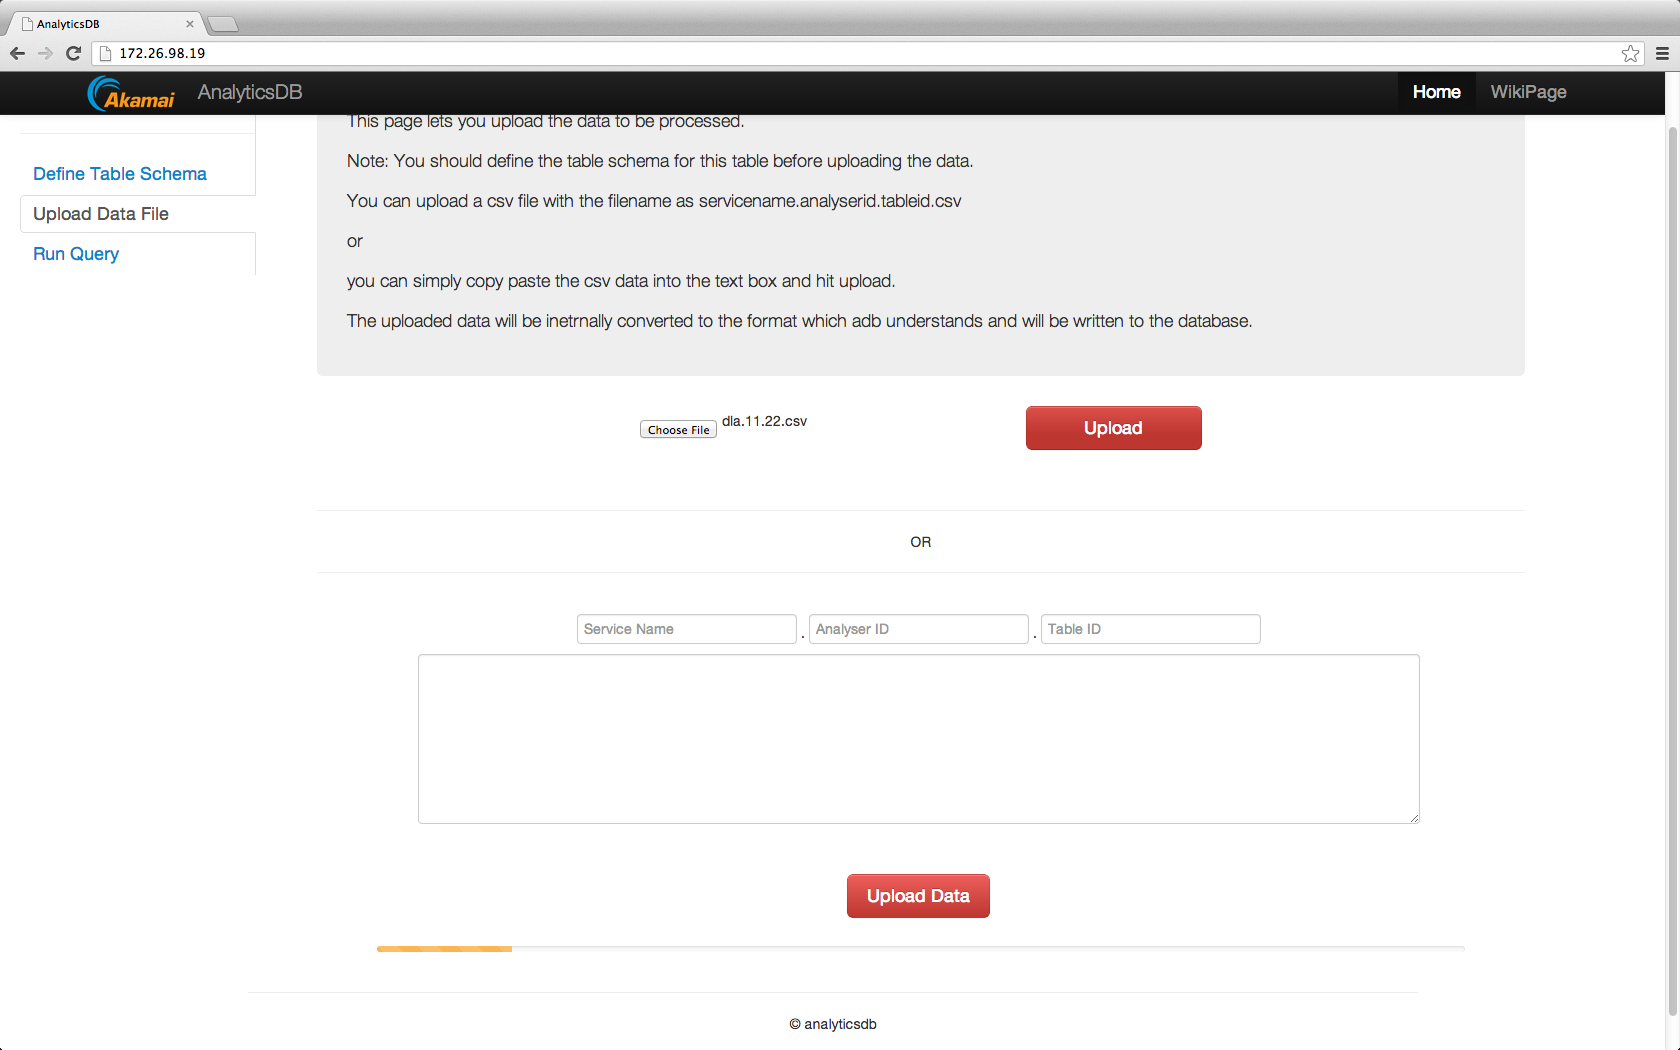 AnalyticsDB
172.26.98.19
Akamai AnalyticsDB Home WikiPage
This page lets you upload the data to be processed.
Define Table Schema
Upload Data File
Run Query
Note: You should define the table schema for this table before uploading the data.
You can upload a csv file with the filename as servicename.analyserid.tableid.csv
or
you can simply copy paste the csv data into the text box and hit upload.
The uploaded data will be inetrnally converted to the format which adb understands and will be written to the database.
Choose File dla.11.22.csv Upload
OR
Service Name . Analyser ID . Table ID
Upload Data
© analyticsdb